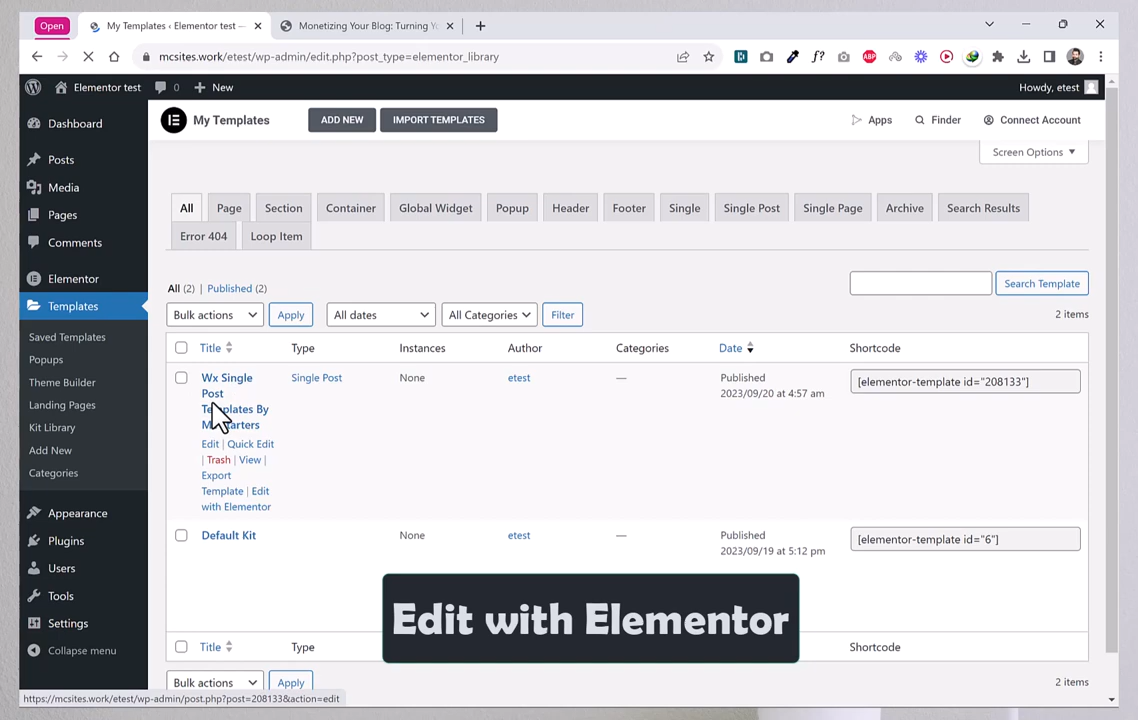 Open
My Templates ‹ Elementor test —
Monetizing Your Blog: Turning Y
mcsites.work/etest/wp-admin/edit.php?post_type=elementor_library
f?
ABP
Elementor test
0
New
Howdy, etest
Dashboard
Posts
Media
Pages
Comments
Elementor
Templates
Saved Templates
Popups
Theme Builder
Landing Pages
Kit Library
Add New
Categories
Appearance
Plugins
Users
Tools
Settings
Collapse menu
My Templates
ADD NEW
IMPORT TEMPLATES
Apps
Finder
Connect Account
Screen Options
All
Page
Section
Container
Global Widget
Popup
Header
Footer
Single
Single Post
Single Page
Archive
Search Results
Error 404
Loop Item
All (2) | Published (2)
Search Template
Bulk actions
Apply
All dates
All Categories
Filter
2 items
Title
Type
Instances
Author
Categories
Date
Shortcode
Wx Single
Post
By
Edit | Quick Edit
| Trash | View |
Export
Template | Edit
with Elementor
Single Post
None
etest
—
Published
2023/09/20 at 4:57 am
[elementor-template id="208133"]
Default Kit
None
etest
—
Published
2023/09/19 at 5:12 pm
[elementor-template id="6"]
Edit with Elementor
Title
Type
Shortcode
Bulk actions
Apply
2 items
https://mcsites.work/etest/wp-admin/post.php?post=208133&action=edit